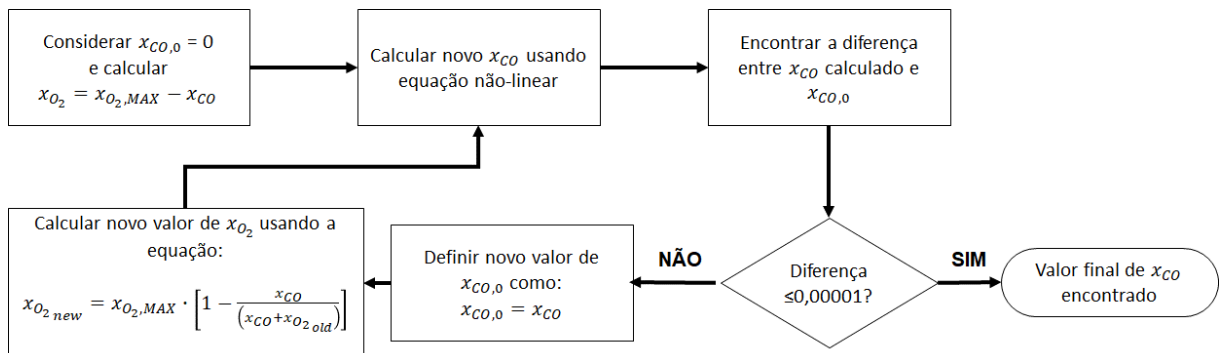 Considerar x_{CO,0} = 0
e calcular
x_{O_2} = x_{O_2,MAX} − x_{CO}
Calcular novo x_{CO} usando
equação não-linear
Encontrar a diferença
entre x_{CO} calculado e
x_{CO,0}
Diferença
≤0,00001?
SIM
Valor final de x_{CO}
encontrado
NÃO
Definir novo valor de
x_{CO,0} como:
x_{CO,0} = x_{CO}
Calcular novo valor de x_{O_2} usando a
equação:
x_{O_2 new} = x_{O_2,MAX} · [1 − x_{CO}/(x_{CO}+x_{O_2 old})]